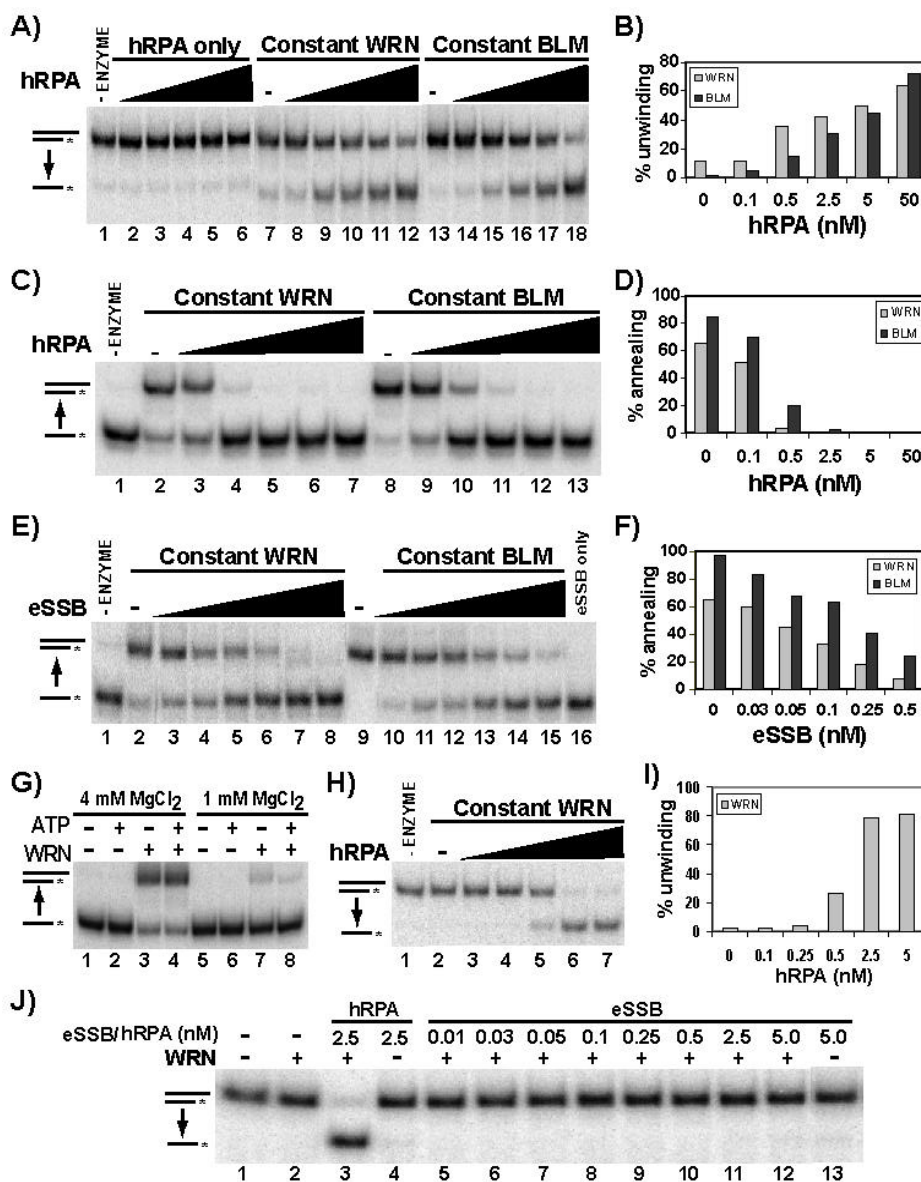 A)
hRPA only
Constant WRN
Constant BLM
- ENZYME
hRPA
-
-
*
*
1 2 3 4 5 6 7 8 9 10 11 12 13 14 15 16 17 18
B)
80
60
40
20
0
% unwinding
WRN
BLM
0 0.1 0.5 2.5 5 50
hRPA (nM)
C)
Constant WRN
Constant BLM
- ENZYME
hRPA
-
-
*
*
1 2 3 4 5 6 7 8 9 10 11 12 13
D)
100
80
60
40
20
0
% annealing
WRN
BLM
0 0.1 0.5 2.5 5 50
hRPA (nM)
E)
Constant WRN
Constant BLM
- ENZYME
eSSB only
eSSB
-
-
*
*
1 2 3 4 5 6 7 8 9 10 11 12 13 14 15 16
F)
100
80
60
40
20
0
% annealing
WRN
BLM
0 0.03 0.05 0.1 0.25 0.5
eSSB (nM)
G)
4 mM MgCl2 1 mM MgCl2
ATP - + - + - + - +
WRN - - + + - - + +
*
*
1 2 3 4 5 6 7 8
H)
Constant WRN
- ENZYME
hRPA
-
*
*
1 2 3 4 5 6 7
I)
100
80
60
40
20
0
% unwinding
WRN
0 0.1 0.25 0.5 2.5 5
hRPA (nM)
J)
hRPA eSSB
eSSB/hRPA (nM) - - 2.5 2.5 0.01 0.03 0.05 0.1 0.25 0.5 2.5 5.0 5.0
WRN - + + - + + + + + + + + -
*
*
1 2 3 4 5 6 7 8 9 10 11 12 13